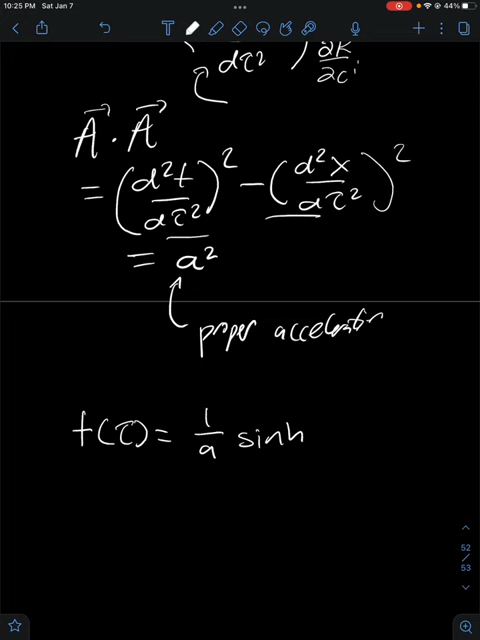 10:25 PM Sat Jan 7
44%
dτ²
A⃗ · A⃗
= (d²t/dτ²)² - (d²x/dτ²)²
= a²
proper acceleration
t(τ) = 1/a sinh
52
53